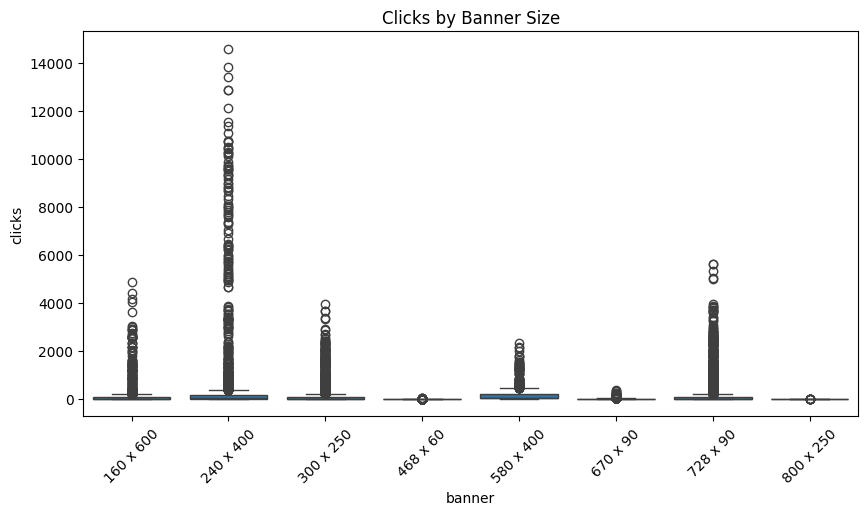 Clicks by Banner Size
clicks
14000
12000
10000
8000
6000
4000
2000
0
160 x 600
240 x 400
300 x 250
468 x 60
580 x 400
670 x 90
728 x 90
800 x 250
banner